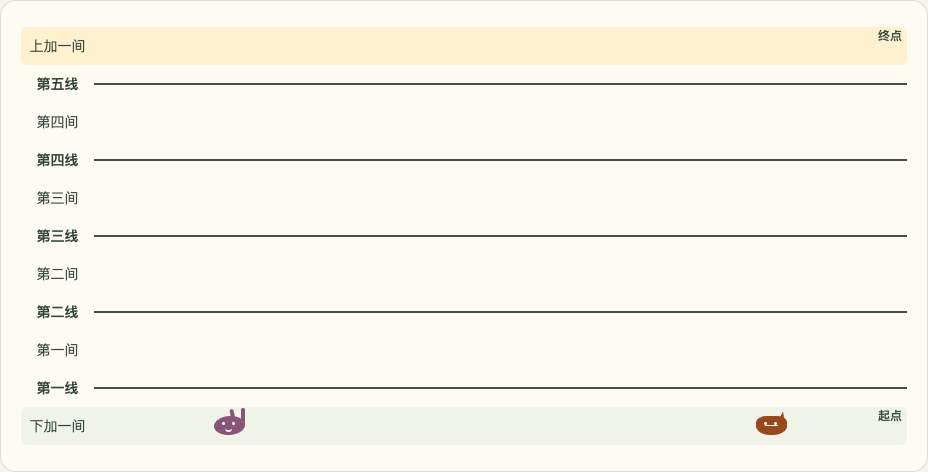 上加一间
终点
第五线
第四间
第四线
第三间
第三线
第二间
第二线
第一间
第一线
下加一间
起点